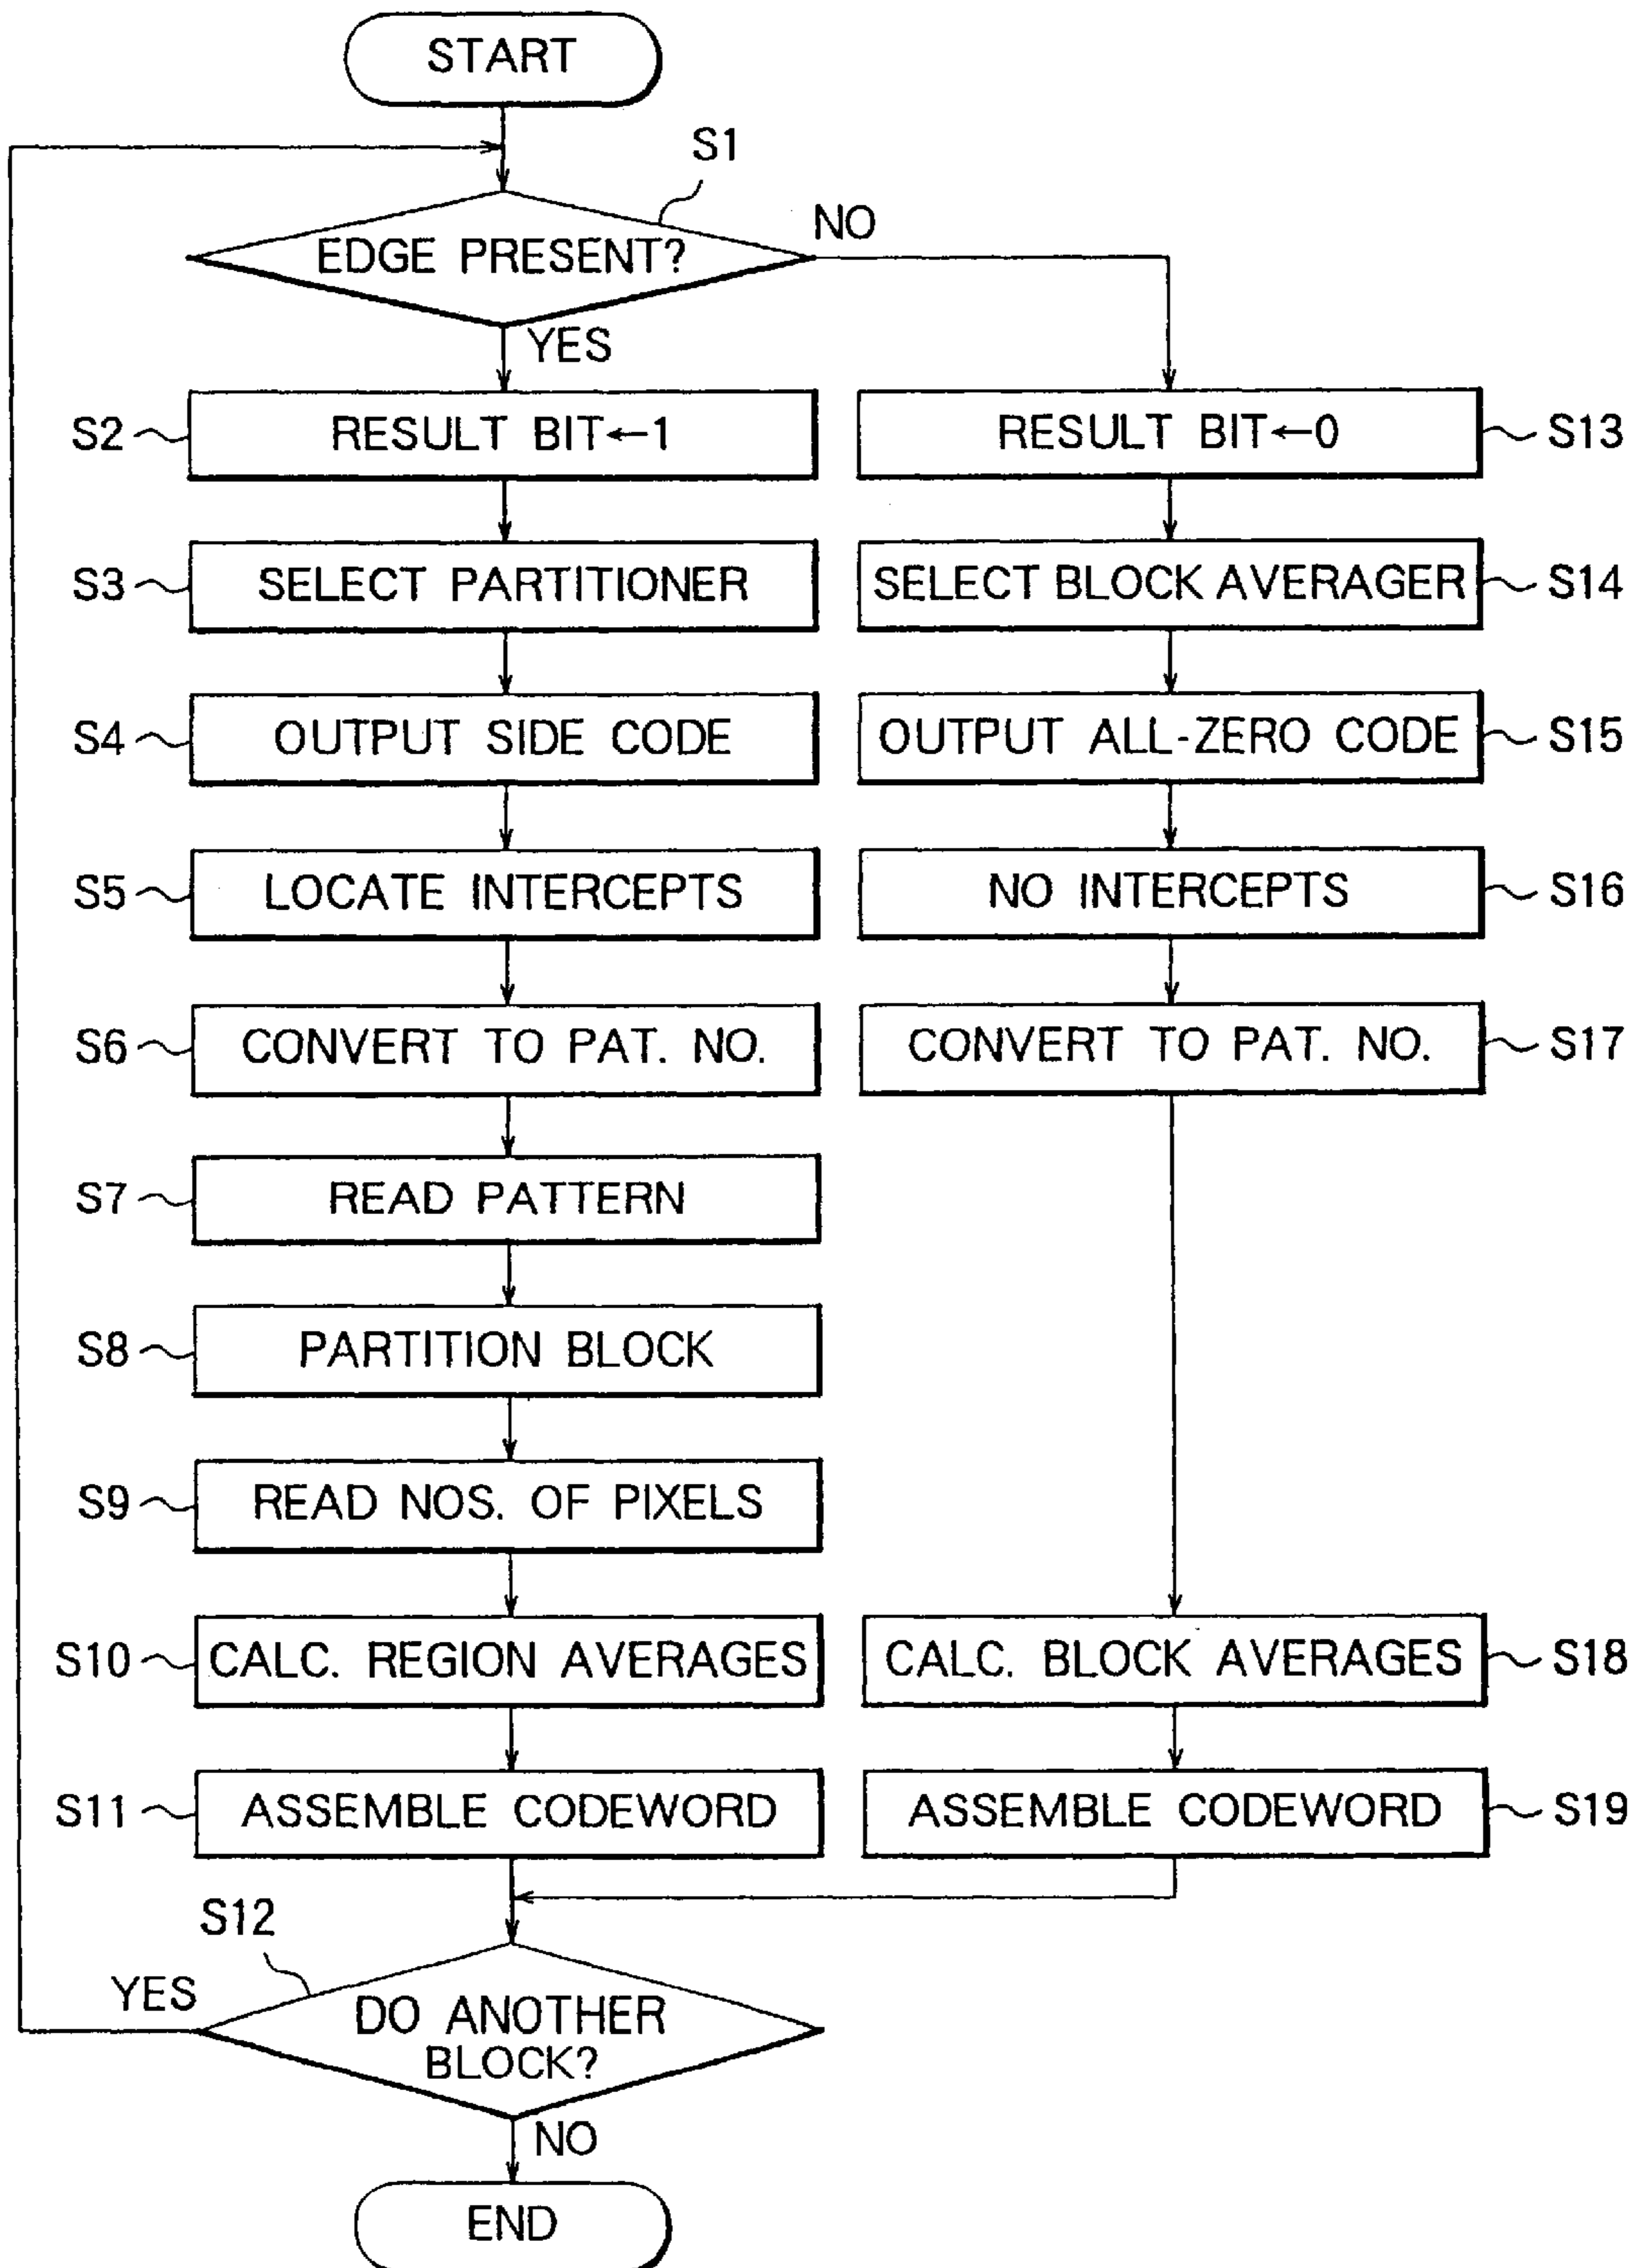 START
S1
EDGE PRESENT?
NO
YES
S2
RESULT BIT←1
RESULT BIT←0
S13
S3
SELECT PARTITIONER
SELECT BLOCK AVERAGER
S14
S4
OUTPUT SIDE CODE
OUTPUT ALL-ZERO CODE
S15
S5
LOCATE INTERCEPTS
NO INTERCEPTS
S16
S6
CONVERT TO PAT. NO.
CONVERT TO PAT. NO.
S17
S7
READ PATTERN
S8
PARTITION BLOCK
S9
READ NOS. OF PIXELS
S10
CALC. REGION AVERAGES
CALC. BLOCK AVERAGES
S18
S11
ASSEMBLE CODEWORD
ASSEMBLE CODEWORD
S19
S12
YES
DO ANOTHER
BLOCK?
NO
END